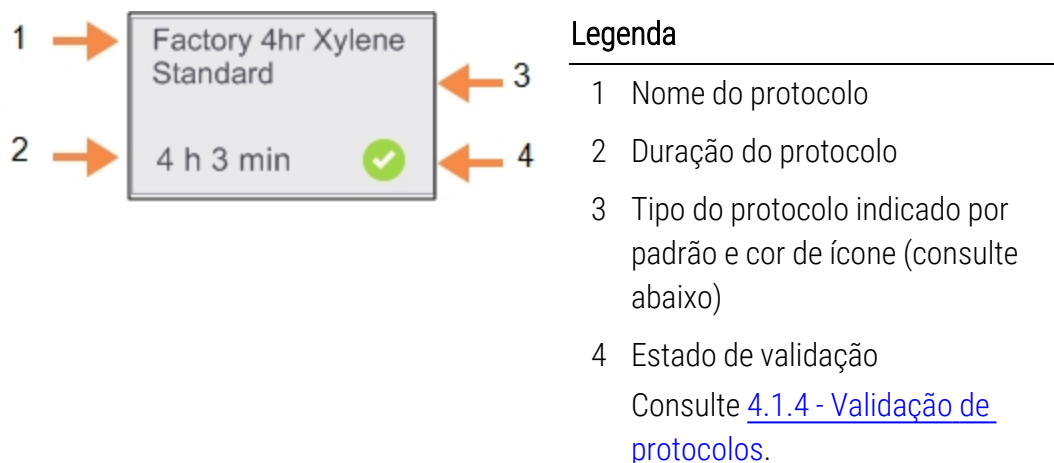 1
Factory 4hr Xylene
Standard
3
2
4 h 3 min
4
Legenda
1 Nome do protocolo
2 Duração do protocolo
3 Tipo do protocolo indicado por
padrão e cor de ícone (consulte
abaixo)
4 Estado de validação
Consulte 4.1.4 - Validação de
protocolos.